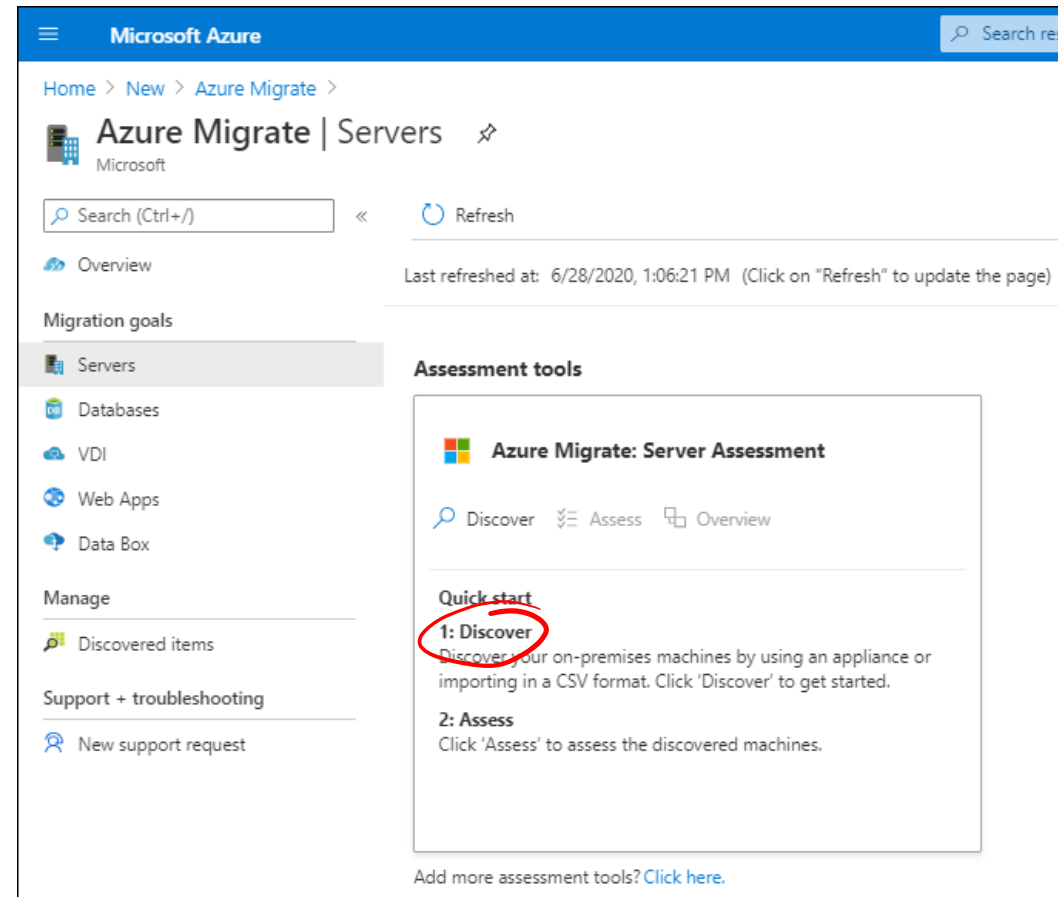 Microsoft Azure
Search res
Home > New > Azure Migrate >
Azure Migrate | Servers
Microsoft
Search (Ctrl+/)
«
Refresh
Overview
Last refreshed at: 6/28/2020, 1:06:21 PM (Click on "Refresh" to update the page)
Migration goals
Servers
Databases
VDI
Web Apps
Data Box
Manage
Discovered items
Support + troubleshooting
New support request
Assessment tools
Azure Migrate: Server Assessment
Discover Assess Overview
Quick start
1: Discover
Discover your on-premises machines by using an appliance or
importing in a CSV format. Click 'Discover' to get started.
2: Assess
Click 'Assess' to assess the discovered machines.
Add more assessment tools? Click here.